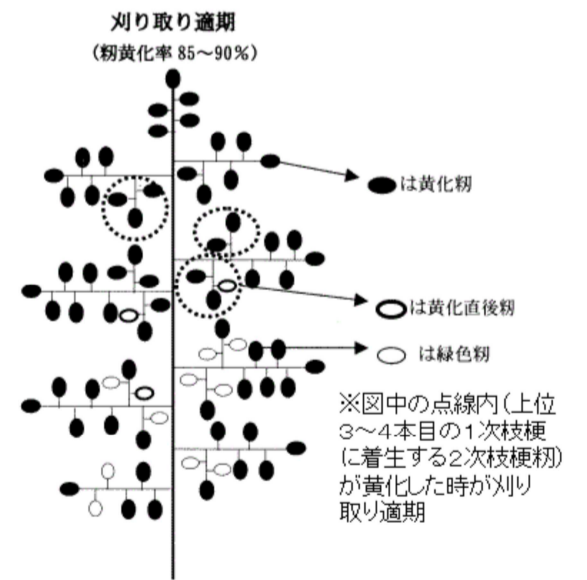 刈り取り適期
（籾黄化率 85～90％）
は黄化籾
は黄化直後籾
は緑色籾
※図中の点線内（上位
３～４本目の１次枝梗
に着生する２次枝梗籾）
が黄化した時が刈り
取り適期